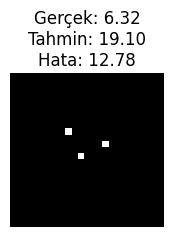 Gerçek: 6.32
Tahmin: 19.10
Hata: 12.78